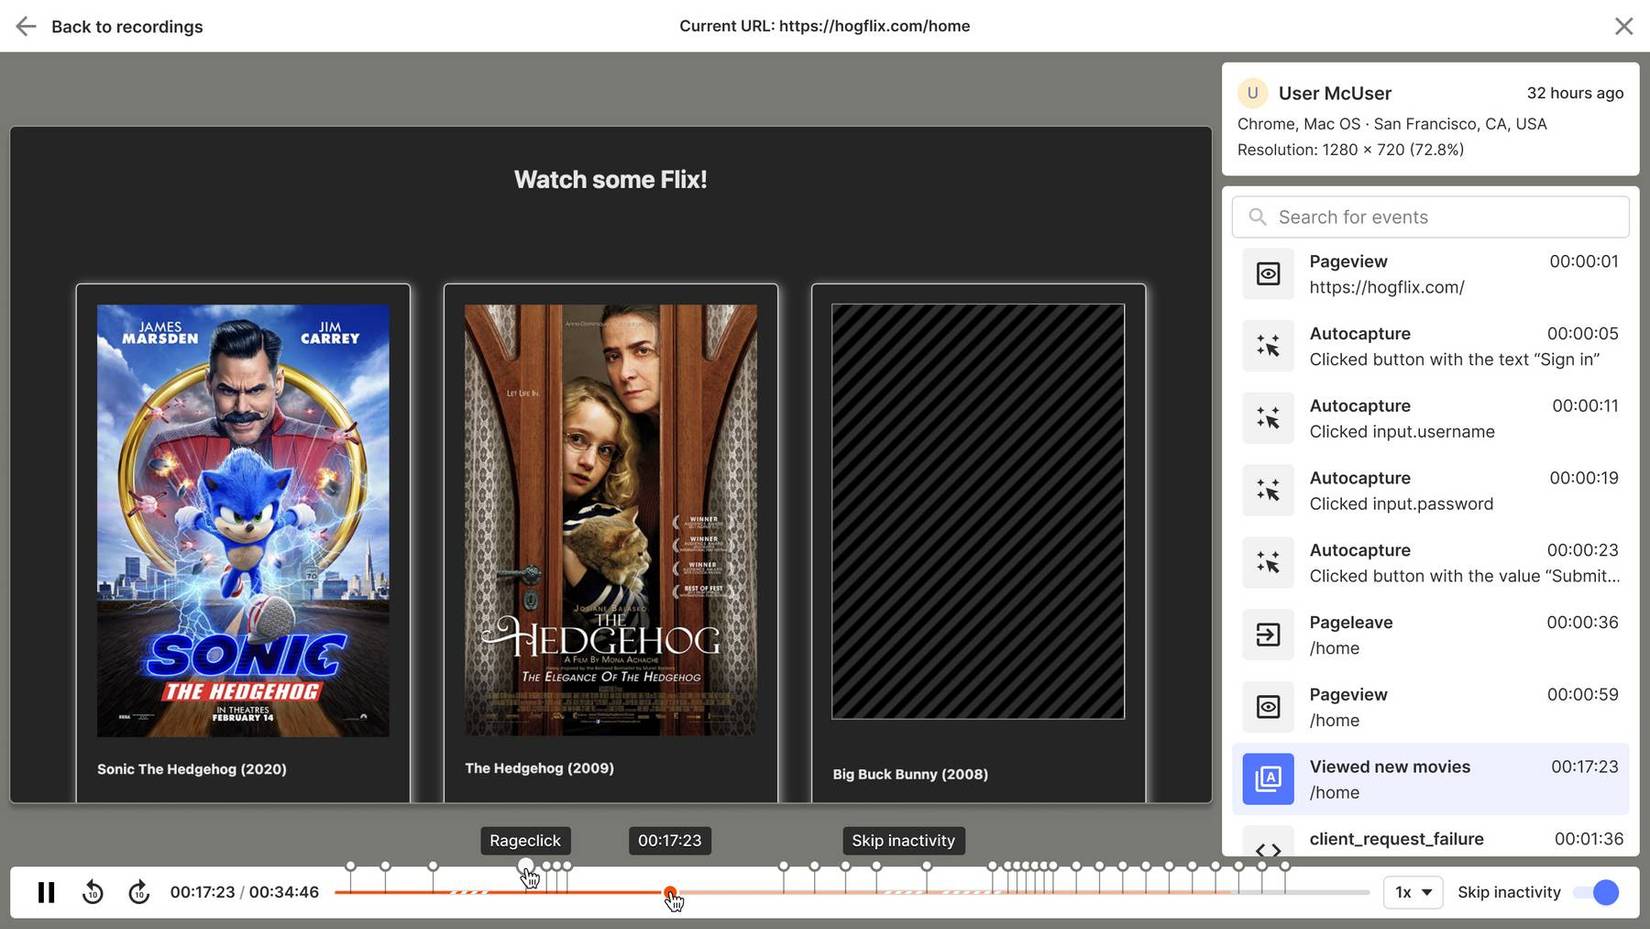 Back to recordings
Current URL: https://hogflix.com/home
Watch some Flix!
JAMES MARSDEN
JIM CARREY
SONIC
THE HEDGEHOG
IN THEATRES
FEBRUARY 14
Sonic The Hedgehog (2020)
LET LIFE IN.
WINNER
WINNER
WINNER
BEST OF FEST
JOSIANE BALASKO
THE
HEDGEHOG
A FILM BY MONA ACHACHE
THE ELEGANCE OF THE HEDGEHOG
The Hedgehog (2009)
Big Buck Bunny (2008)
U
User McUser
32 hours ago
Chrome, Mac OS · San Francisco, CA, USA
Resolution: 1280 × 720 (72.8%)
Search for events
Pageview 00:00:01
https://hogflix.com/
Autocapture 00:00:05
Clicked button with the text “Sign in”
Autocapture 00:00:11
Clicked input.username
Autocapture 00:00:19
Clicked input.password
Autocapture 00:00:23
Clicked button with the value “Submit...
Pageleave 00:00:36
/home
Pageview 00:00:59
/home
A
Viewed new movies 00:17:23
/home
client_request_failure 00:01:36
Rageclick
00:17:23
Skip inactivity
10
10
00:17:23 / 00:34:46
1x
Skip inactivity